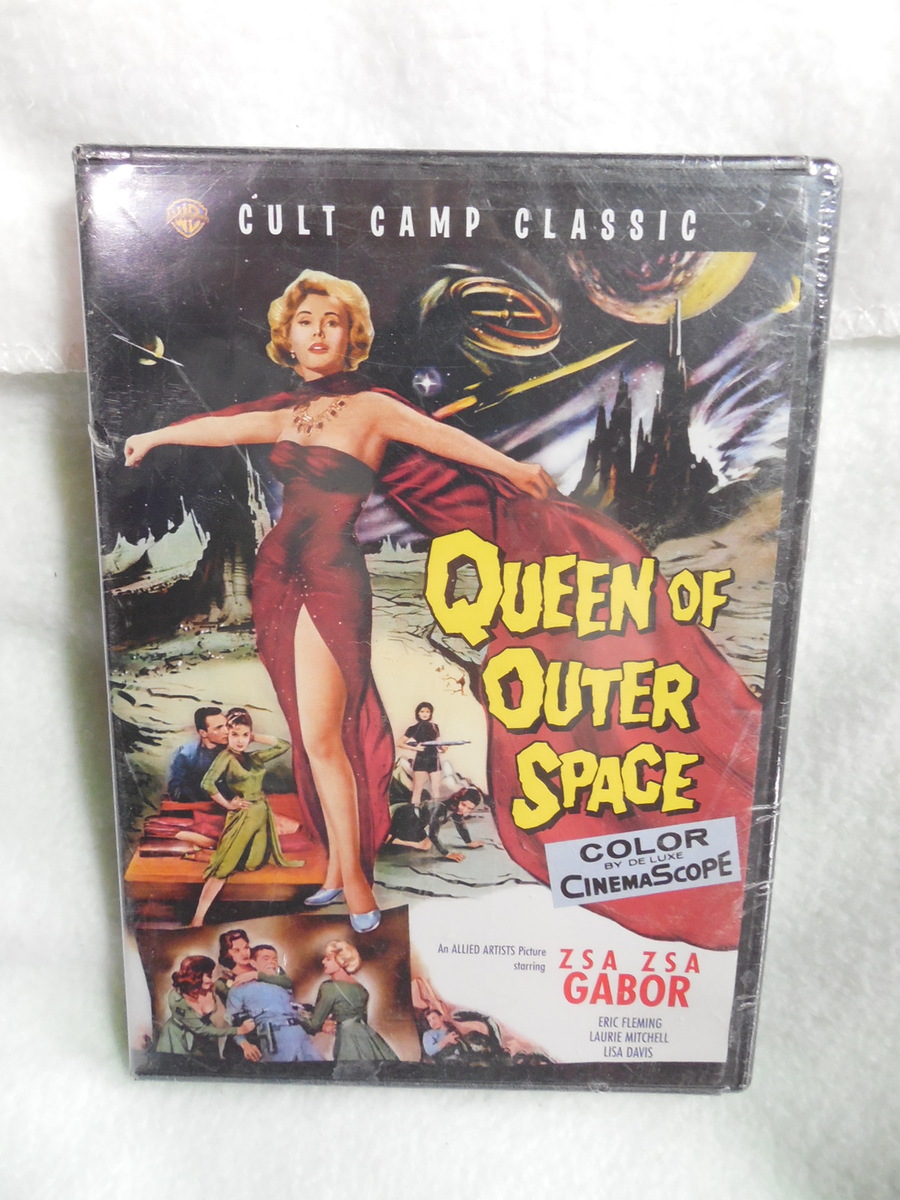 CULT CAMP CLASSIC
QUEEN OF
OUTER
SPACE
COLOR
BY DE LUXE
CINEMASCOPE
An ALLIED ARTISTS Picture
starring
ZSA ZSA
GABOR
ERIC FLEMING
LAURIE MITCHELL
LISA DAVIS